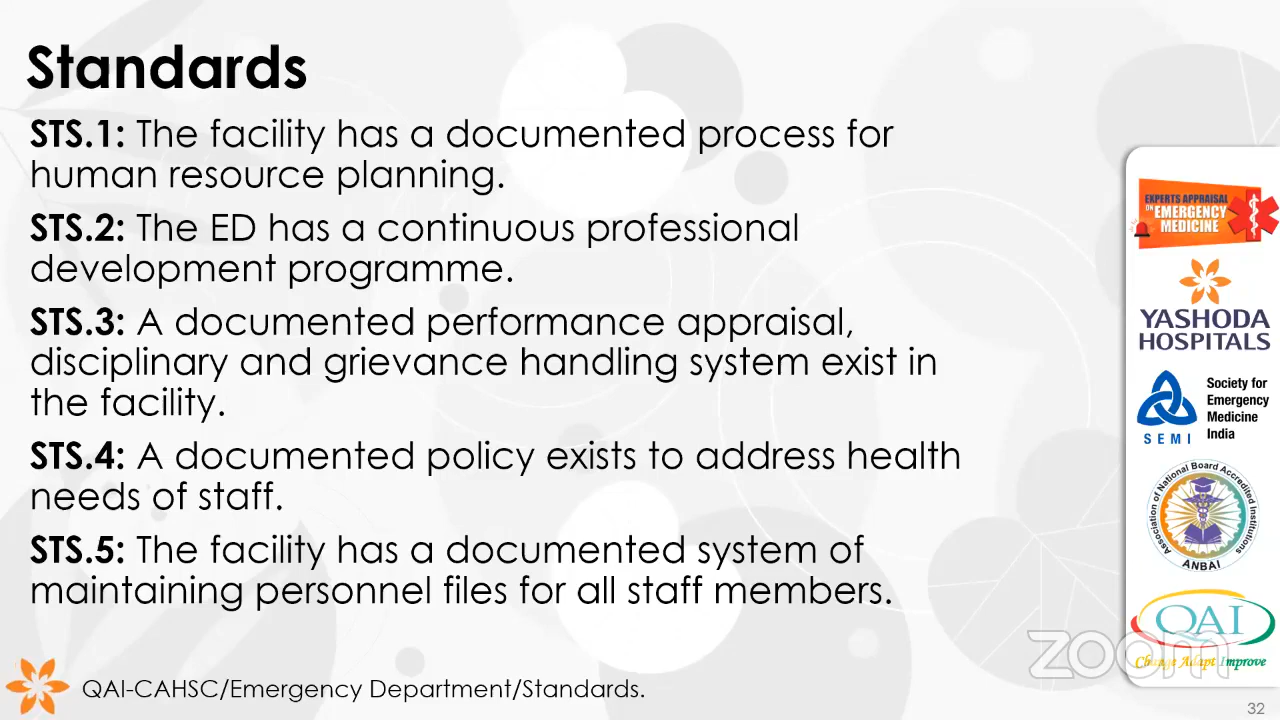 Standards
STS.1: The facility has a documented process for
human resource planning.
STS.2: The ED has a continuous professional
development programme.
STS.3: A documented performance appraisal,
disciplinary and grievance handling system exist in
the facility.
STS.4: A documented policy exists to address health
needs of staff.
STS.5: The facility has a documented system of
maintaining personnel files for all staff members.
QAI-CAHSC/Emergency Department/Standards.
EXPERTS APPRAISAL
ON EMERGENCY
MEDICINE
YASHODA
HOSPITALS
SEMI
Society for
Emergency
Medicine
India
Association of National Board Accredited Institutions
ANBAI
QAI
Change Adapt Improve
zoom
32